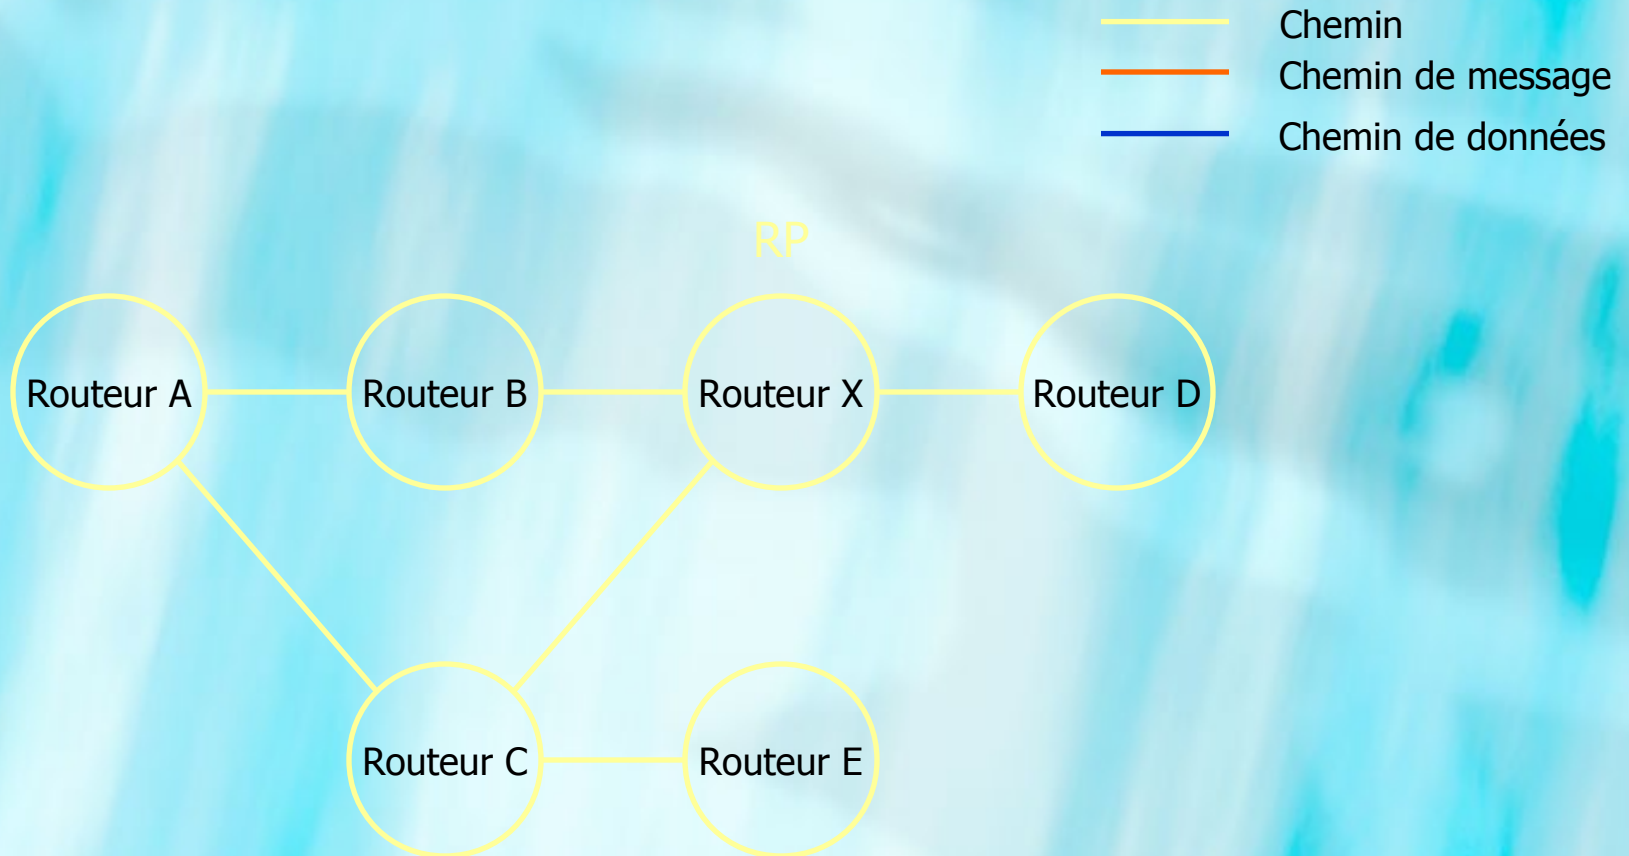 Chemin
Chemin de message
Chemin de données
RP
Routeur A
Routeur B
Routeur X
Routeur D
Routeur C
Routeur E